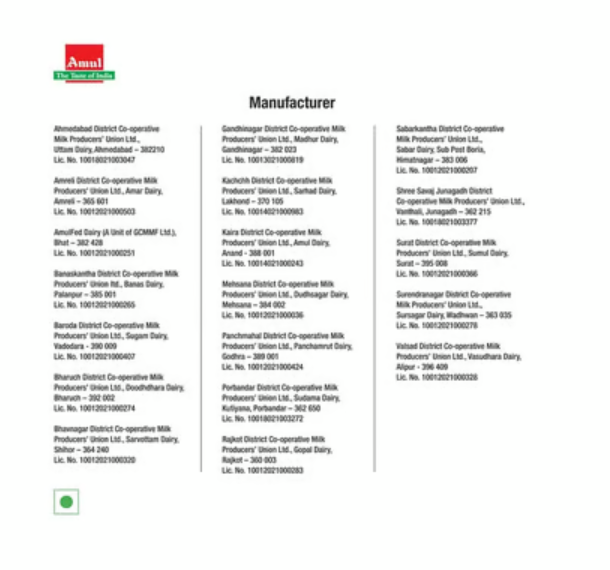 Amul
The Taste of India
Manufacturer
Ahmedabad District Co-operative
Milk Producers' Union Ltd.,
Uttam Dairy, Ahmedabad – 382210
Lic. No. 10018021003047
Amreli District Co-operative Milk
Producers' Union Ltd., Amar Dairy,
Amreli – 365 601
Lic. No. 10012021000503
AmulFed Dairy (A Unit of GCMMF Ltd.),
Bhat – 382 428
Lic. No. 10012021000251
Banaskantha District Co-operative Milk
Producers' Union ltd., Banas Dairy,
Palanpur – 385 001
Lic. No. 10012021000265
Baroda District Co-operative Milk
Producers' Union Ltd., Sugam Dairy,
Vadodara - 390 009
Lic. No. 10012021000407
Bharuch District Co-operative Milk
Producers' Union Ltd., Doodhdhara Dairy,
Bharuch – 392 002
Lic. No. 10012021000274
Bhavnagar District Co-operative Milk
Producers' Union Ltd., Sarvottam Dairy,
Shihor – 364 240
Lic. No. 10012021000320
Gandhinagar District Co-operative Milk
Producers' Union Ltd., Madhur Dairy,
Gandhinagar – 382 023
Lic. No. 10013021000819
Kachchh District Co-operative Milk
Producers' Union Ltd., Sarhad Dairy,
Lakhond – 370 105
Lic. No. 10014021000983
Kaira District Co-operative Milk
Producers' Union Ltd., Amul Dairy,
Anand - 388 001
Lic. No. 10014021000243
Mehsana District Co-operative Milk
Producers' Union Ltd., Dudhsagar Dairy,
Mehsana – 384 002
Lic. No. 10012021000036
Panchmahal District Co-operative Milk
Producers' Union Ltd., Panchamrut Dairy,
Godhra – 389 001
Lic. No. 10012021000424
Porbandar District Co-operative Milk
Producers' Union Ltd., Sudama Dairy,
Kutiyana, Porbandar – 362 650
Lic. No. 10018021003272
Rajkot District Co-operative Milk
Producers' Union Ltd., Gopal Dairy,
Rajkot – 360 003
Lic. No. 10012021000283
Sabarkantha District Co-operative
Milk Producers' Union Ltd.,
Sabar Dairy, Sub Post Boria,
Himatnagar – 383 006
Lic. No. 10012021000207
Shree Savaj Junagadh District
Co-operative Milk Producers' Union Ltd.,
Vanthali, Junagadh – 362 215
Lic. No. 10018021003377
Surat District Co-operative Milk
Producers' Union Ltd., Sumul Dairy,
Surat – 395 008
Lic. No. 10012021000366
Surendranagar District Co-operative
Milk Producers' Union Ltd.,
Sursagar Dairy, Wadhwan – 363 035
Lic. No. 10012021000278
Valsad District Co-operative Milk
Producers' Union Ltd., Vasudhara Dairy,
Alipur - 396 409
Lic. No. 10012021000328